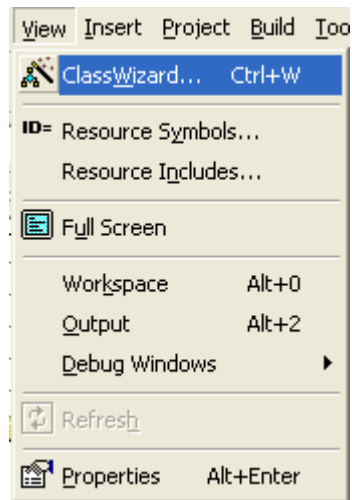 View Insert Project Build Too
ClassWizard... Ctrl+W
ID= Resource Symbols...
Resource Includes...
Full Screen
Workspace Alt+0
Output Alt+2
Debug Windows
Refresh
Properties Alt+Enter